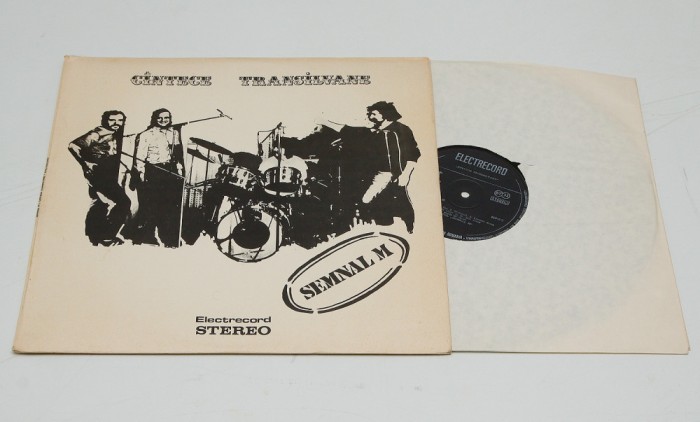 CÎNTECE TRANSILVANE
SEMNAL M
Electrecord
STEREO
ELECTRECORD